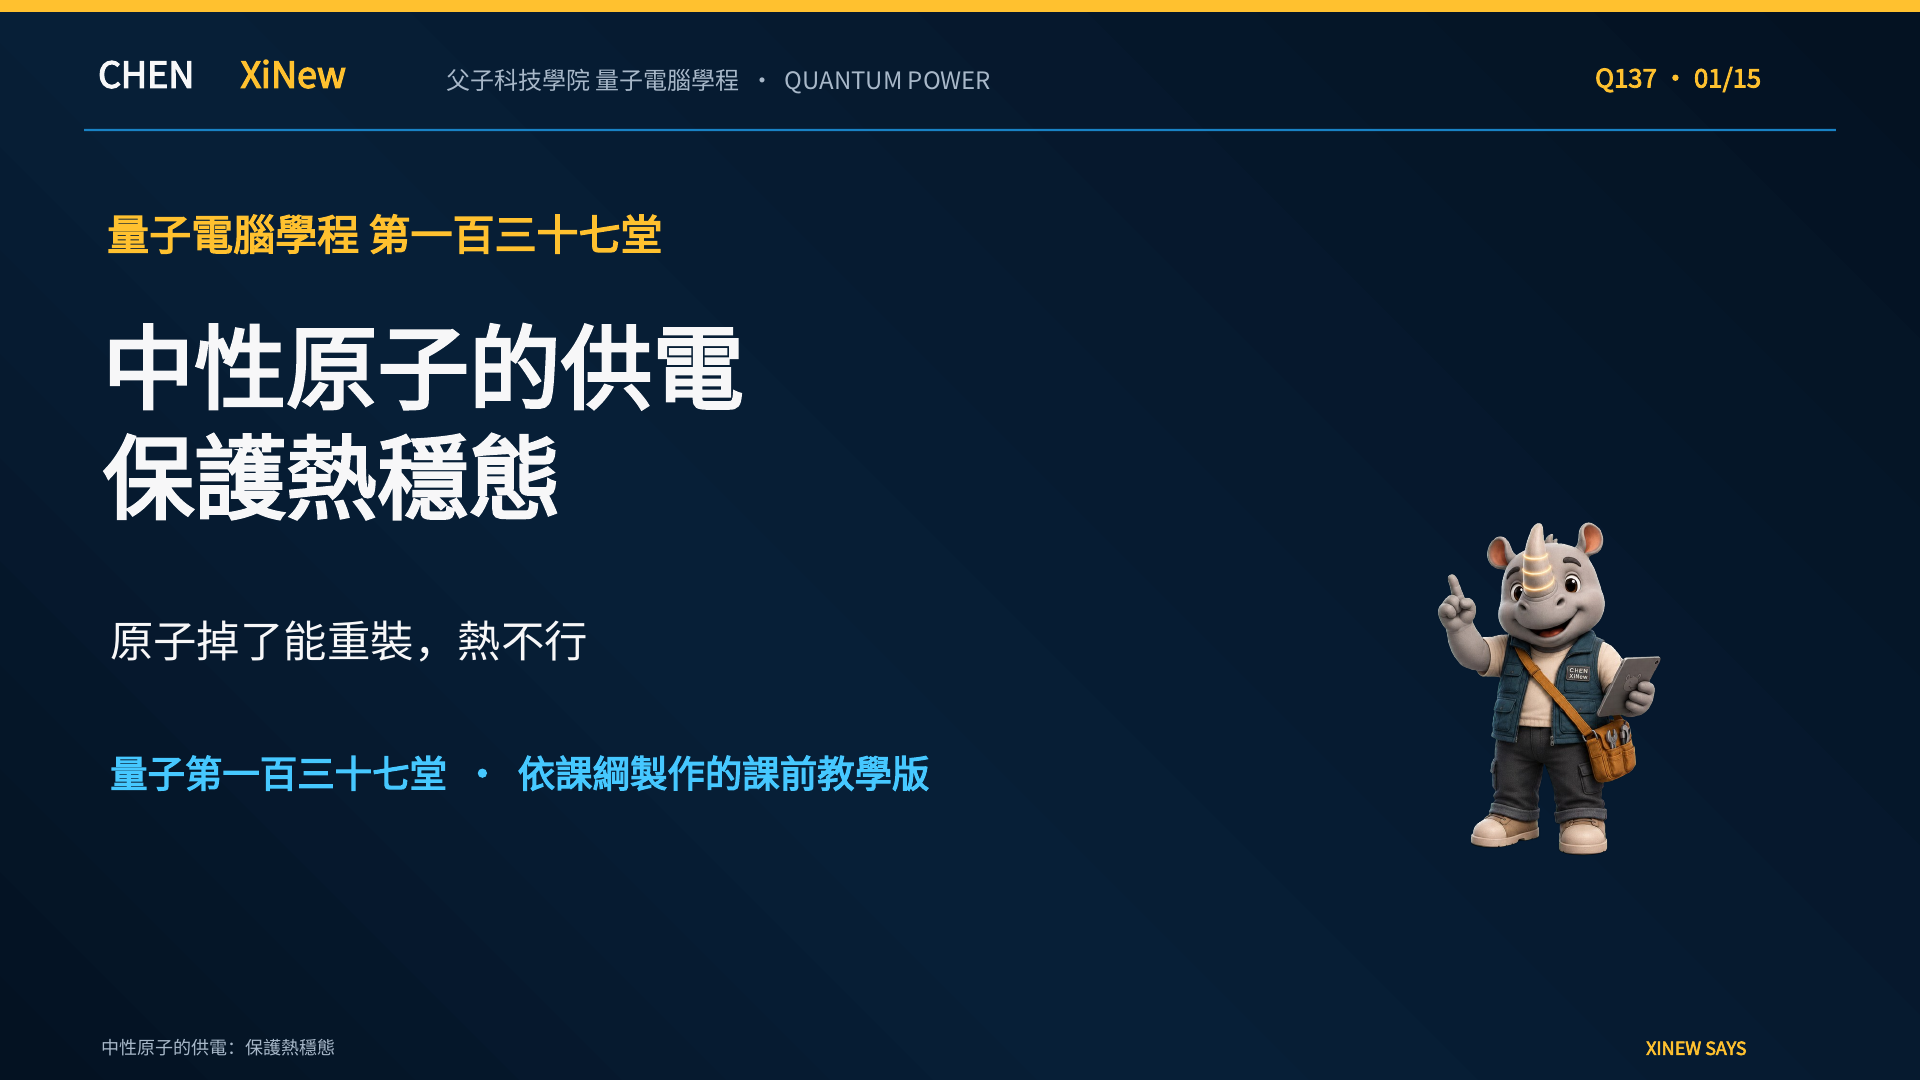 CHEN XiNew 父子科技學院 量子電腦學程 · QUANTUM POWER Q137 · 01/15
量子電腦學程 第一百三十七堂
中性原子的供電
保護熱穩態
原子掉了能重裝，熱不行
CHEN
XiNew
量子第一百三十七堂 · 依課綱製作的課前教學版
中性原子的供電：保護熱穩態 XINEW SAYS